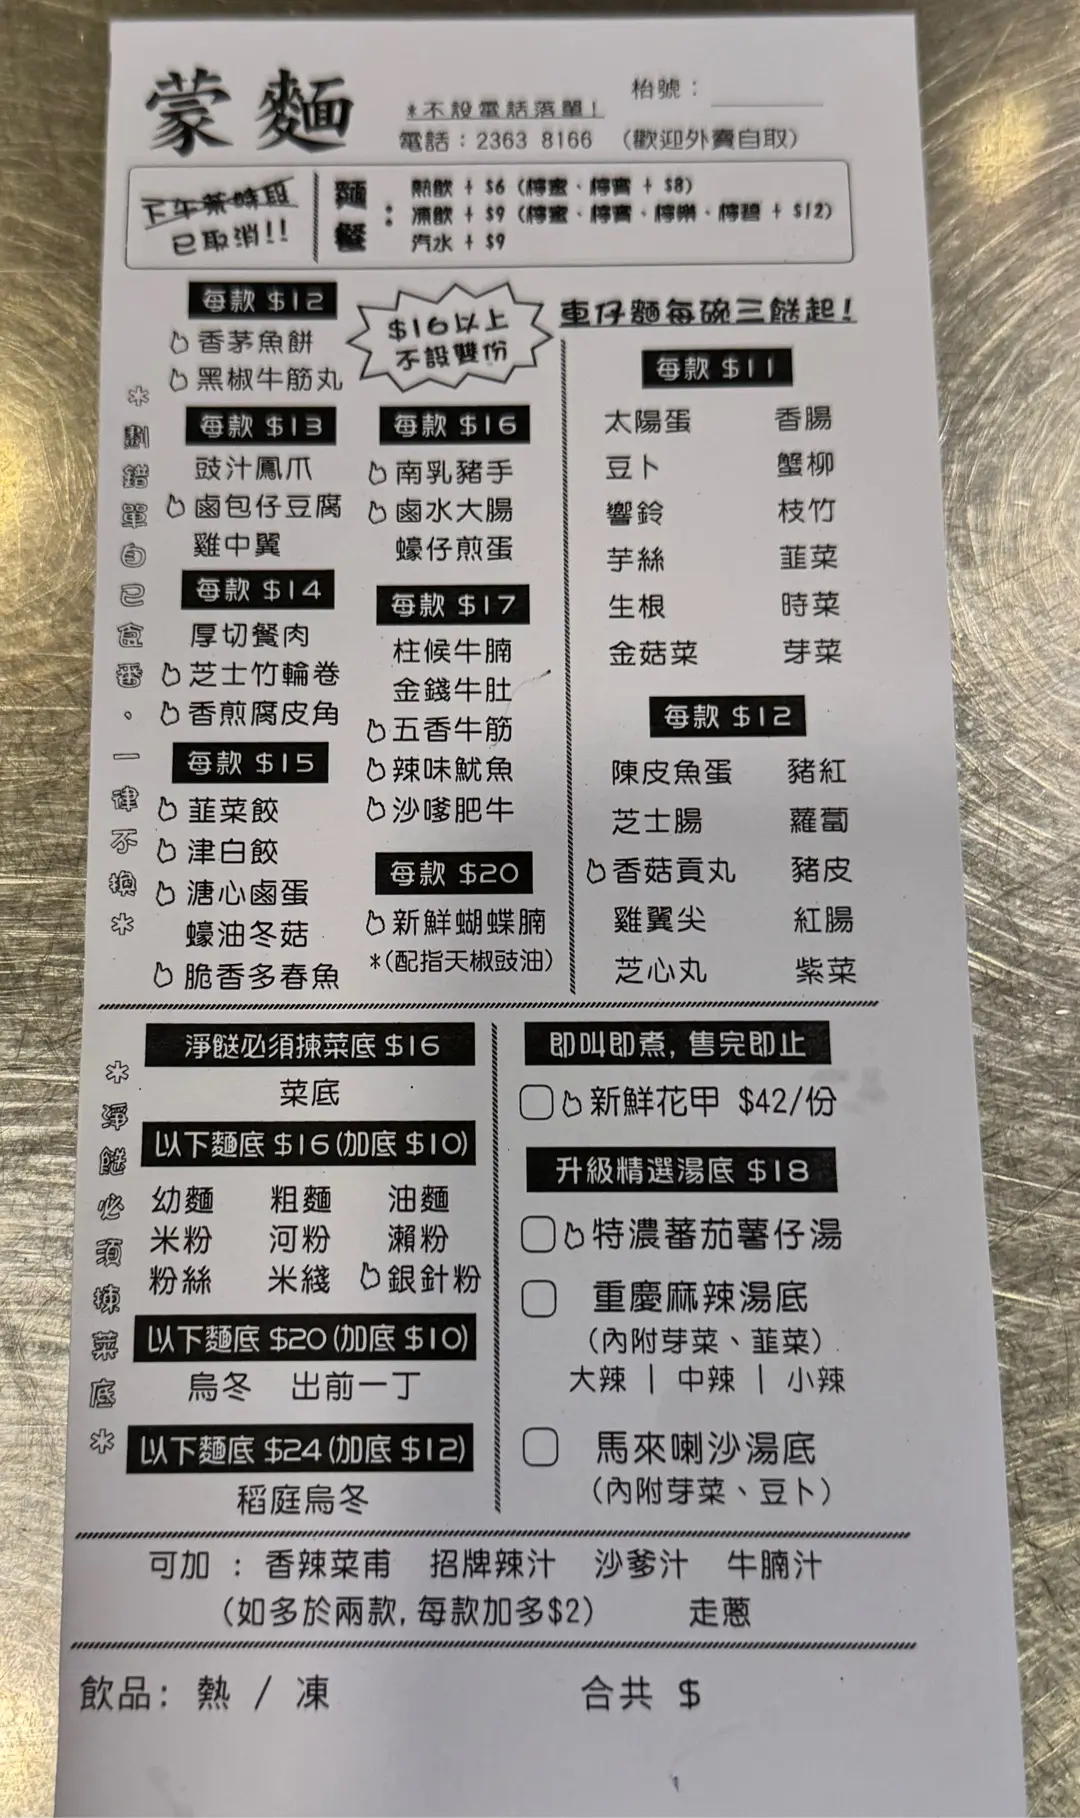 蒙麵
*不設電話落單!
枱號：
電話：2363 8166 （歡迎外賣自取）
下午茶時段
已取消!!
麵餐：
熱飲 + $6 (檸蜜、檸賓 + $8)
凍飲 + $9 (檸蜜、檸賓、檸樂、檸碧 + $12)
汽水 + $9
每款 $12
香茅魚餅
黑椒牛筋丸
每款 $13
豉汁鳳爪
鹵包仔豆腐
雞中翼
每款 $14
厚切餐肉
芝士竹輪卷
香煎腐皮角
每款 $15
韮菜餃
津白餃
溏心鹵蛋
蠔油冬菇
脆香多春魚
*劃錯單自己食番、一律不換*
$16以上
不設雙份
每款 $16
南乳豬手
鹵水大腸
蠔仔煎蛋
每款 $17
柱候牛腩
金錢牛肚
五香牛筋
辣味魷魚
沙嗲肥牛
每款 $20
新鮮蝴蝶腩
*(配指天椒豉油)
車仔麵每碗三餸起!
每款 $11
太陽蛋 香腸
豆卜 蟹柳
響鈴 枝竹
芋絲 韮菜
生根 時菜
金菇菜 芽菜
每款 $12
陳皮魚蛋 豬紅
芝士腸 蘿蔔
香菇貢丸 豬皮
雞翼尖 紅腸
芝心丸 紫菜
*淨餸必須揀菜底*
淨餸必須揀菜底 $16
菜底
以下麵底 $16 (加底 $10)
幼麵 粗麵 油麵
米粉 河粉 瀨粉
粉絲 米綫 銀針粉
以下麵底 $20 (加底 $10)
烏冬 出前一丁
以下麵底 $24 (加底 $12)
稻庭烏冬
即叫即煮, 售完即止
新鮮花甲 $42/份
升級精選湯底 $18
特濃蕃茄薯仔湯
重慶麻辣湯底
(內附芽菜、韮菜)
大辣 | 中辣 | 小辣
馬來喇沙湯底
(內附芽菜、豆卜)
可加 : 香辣菜甫 招牌辣汁 沙爹汁 牛腩汁
(如多於兩款, 每款加多$2) 走蔥
飲品: 熱 / 凍 合共 $